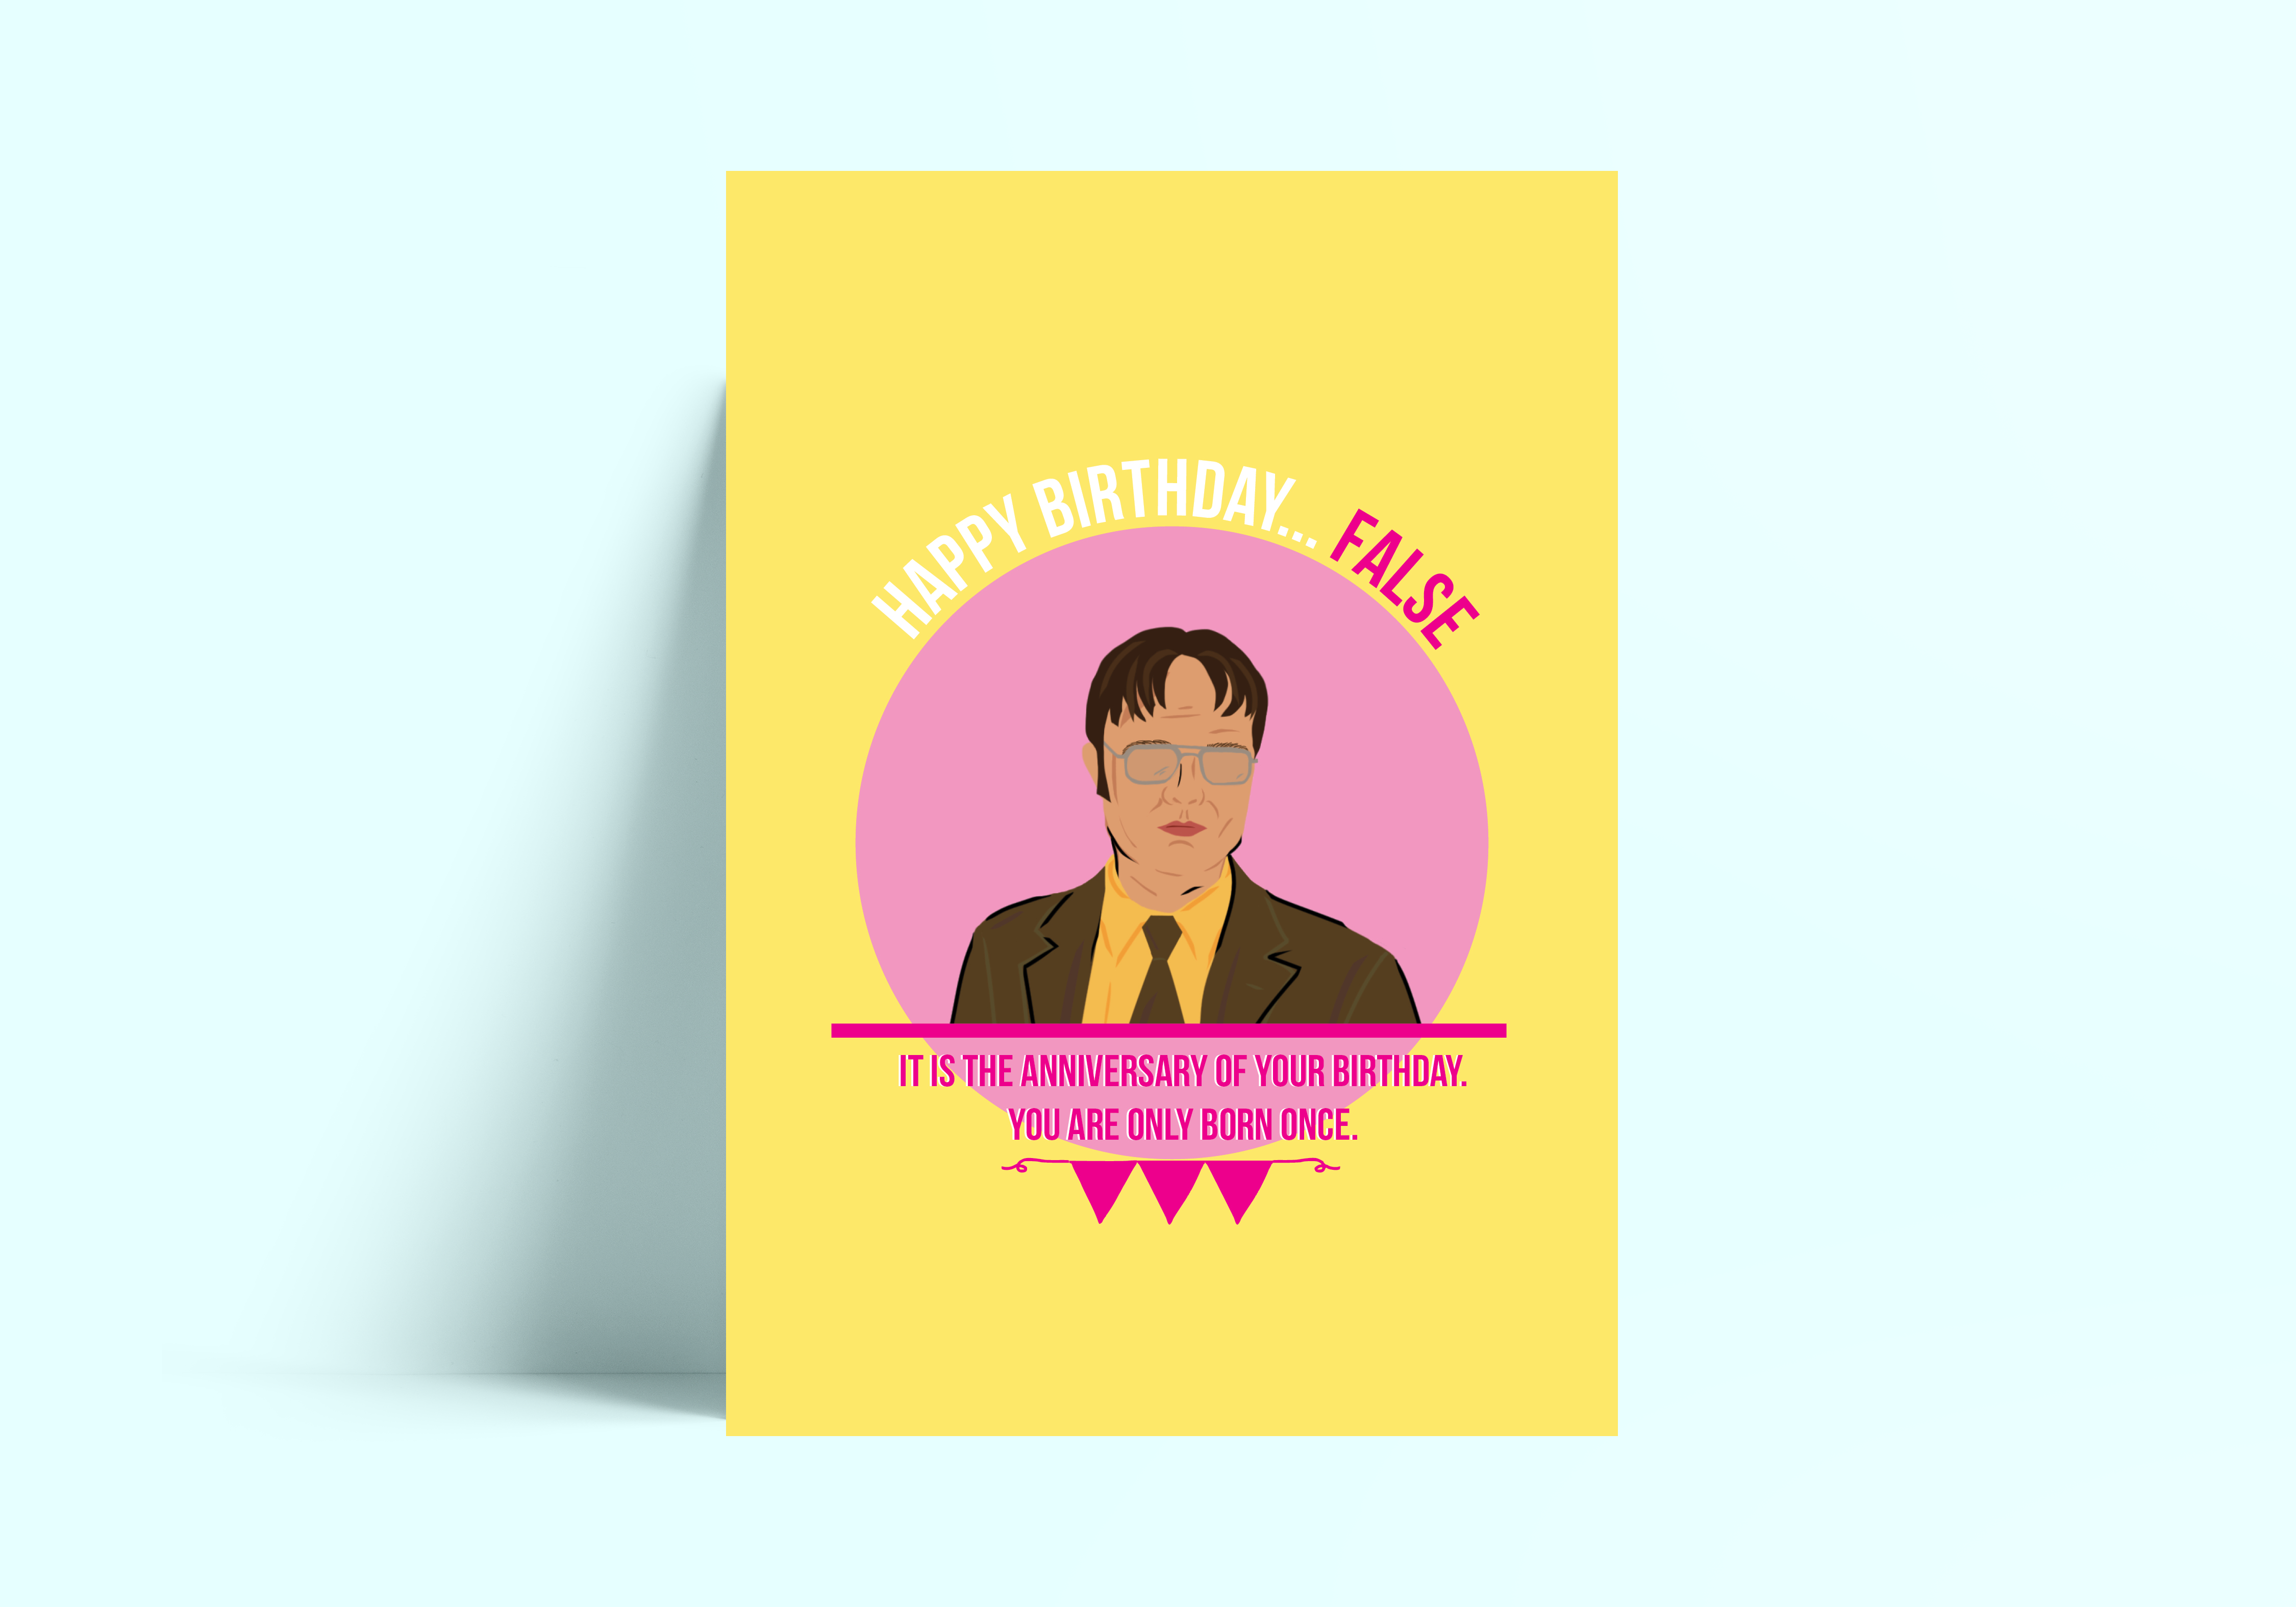 HAPPY BIRTHDAY... FALSE
IT IS THE ANNIVERSARY OF YOUR BIRTHDAY.
YOU ARE ONLY BORN ONCE.